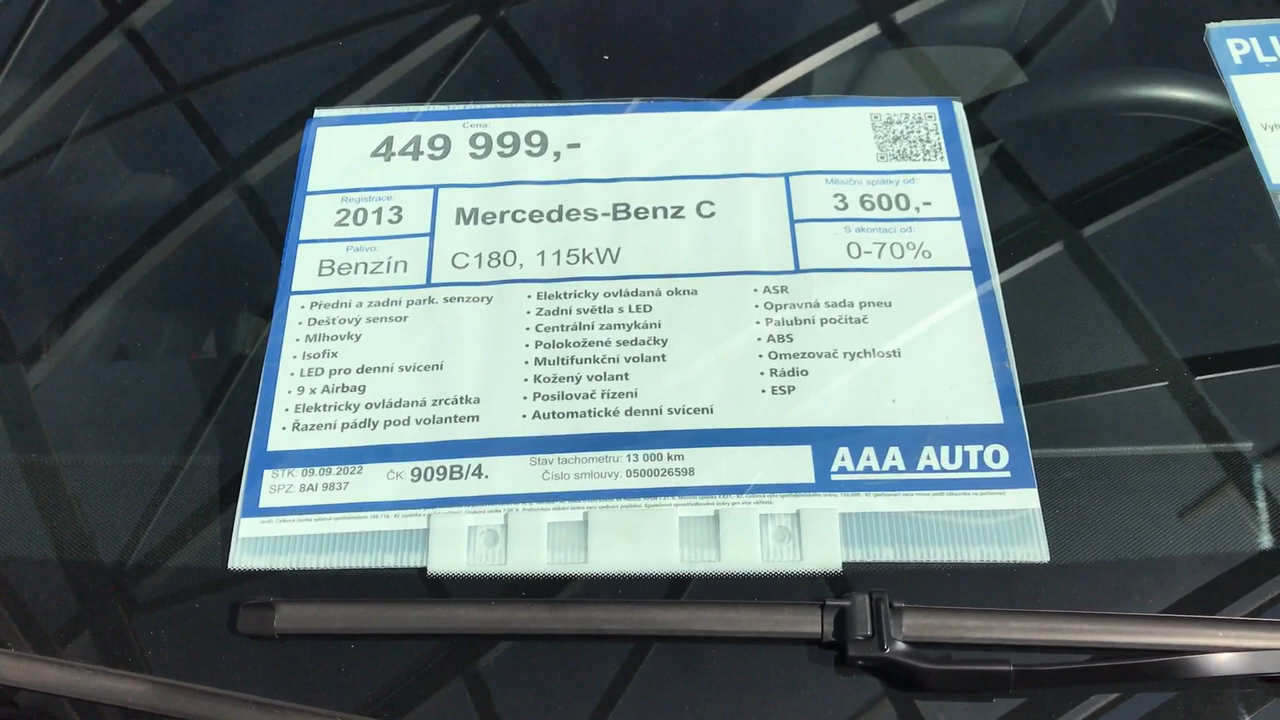 Cena:
449 999,-
Registrace:
2013
Palivo:
Benzín
Mercedes-Benz C
C180, 115kW
Měsíční splátky od:
3 600,-
S akontací od:
0-70%
• Přední a zadní park. senzory
• Dešťový sensor
• Mlhovky
• Isofix
• LED pro denní svícení
• 9 x Airbag
• Elektricky ovládaná zrcátka
• Řazení pádly pod volantem
• Elektricky ovládaná okna
• Zadní světla s LED
• Centrální zamykání
• Polokožené sedačky
• Multifunkční volant
• Kožený volant
• Posilovač řízení
• Automatické denní svícení
• ASR
• Opravná sada pneu
• Palubní počítač
• ABS
• Omezovač rychlosti
• Rádio
• ESP
STK: 09.09.2022
SPZ: 8AI 9837
ČK: 909B/4.
Stav tachometru: 13 000 km
Číslo smlouvy: 0500026598
AAA AUTO